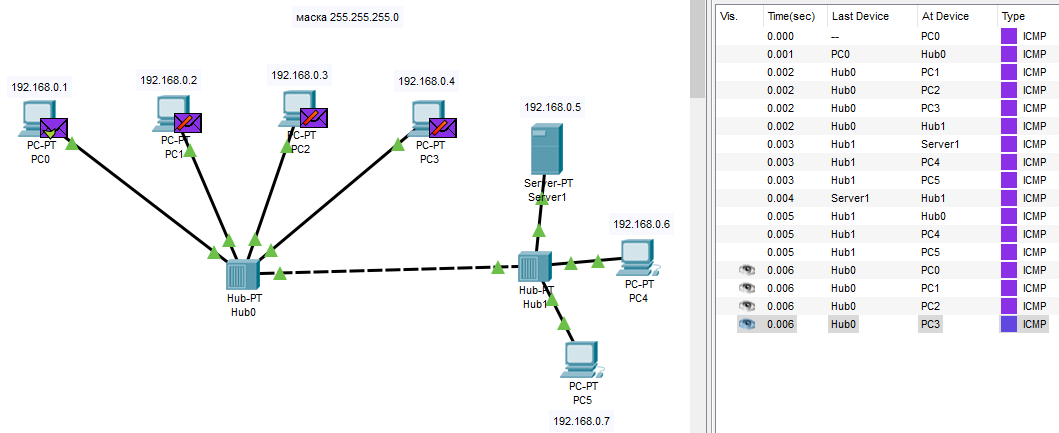 маска 255.255.255.0
192.168.0.1
192.168.0.2
192.168.0.3
192.168.0.4
PC-PT
PC0
PC-PT
PC1
PC-PT
PC2
PC-PT
PC3
192.168.0.5
Server-PT
Server1
192.168.0.6
PC-PT
PC4
Hub-PT
Hub0
Hub-PT
Hub1
PC-PT
PC5
192.168.0.7
Vis. Time(sec) Last Device At Device Type
0.000 -- PC0 ICMP
0.001 PC0 Hub0 ICMP
0.002 Hub0 PC1 ICMP
0.002 Hub0 PC2 ICMP
0.002 Hub0 PC3 ICMP
0.002 Hub0 Hub1 ICMP
0.003 Hub1 Server1 ICMP
0.003 Hub1 PC4 ICMP
0.003 Hub1 PC5 ICMP
0.004 Server1 Hub1 ICMP
0.005 Hub1 Hub0 ICMP
0.005 Hub1 PC4 ICMP
0.005 Hub1 PC5 ICMP
0.006 Hub0 PC0 ICMP
0.006 Hub0 PC1 ICMP
0.006 Hub0 PC2 ICMP
0.006 Hub0 PC3 ICMP